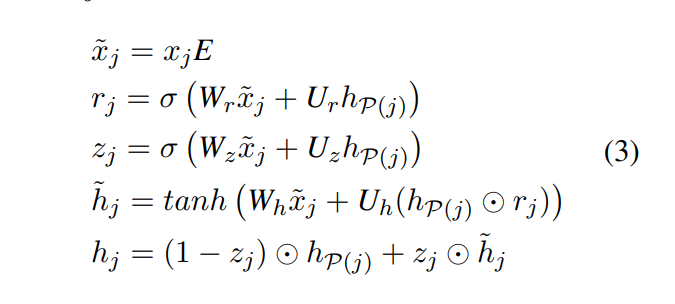 x̃_j = x_j E
r_j = σ (W_r x̃_j + U_r h_{𝒫(j)})
z_j = σ (W_z x̃_j + U_z h_{𝒫(j)})
(3)
h̃_j = tanh (W_h x̃_j + U_h(h_{𝒫(j)} ⊙ r_j))
h_j = (1 − z_j) ⊙ h_{𝒫(j)} + z_j ⊙ h̃_j